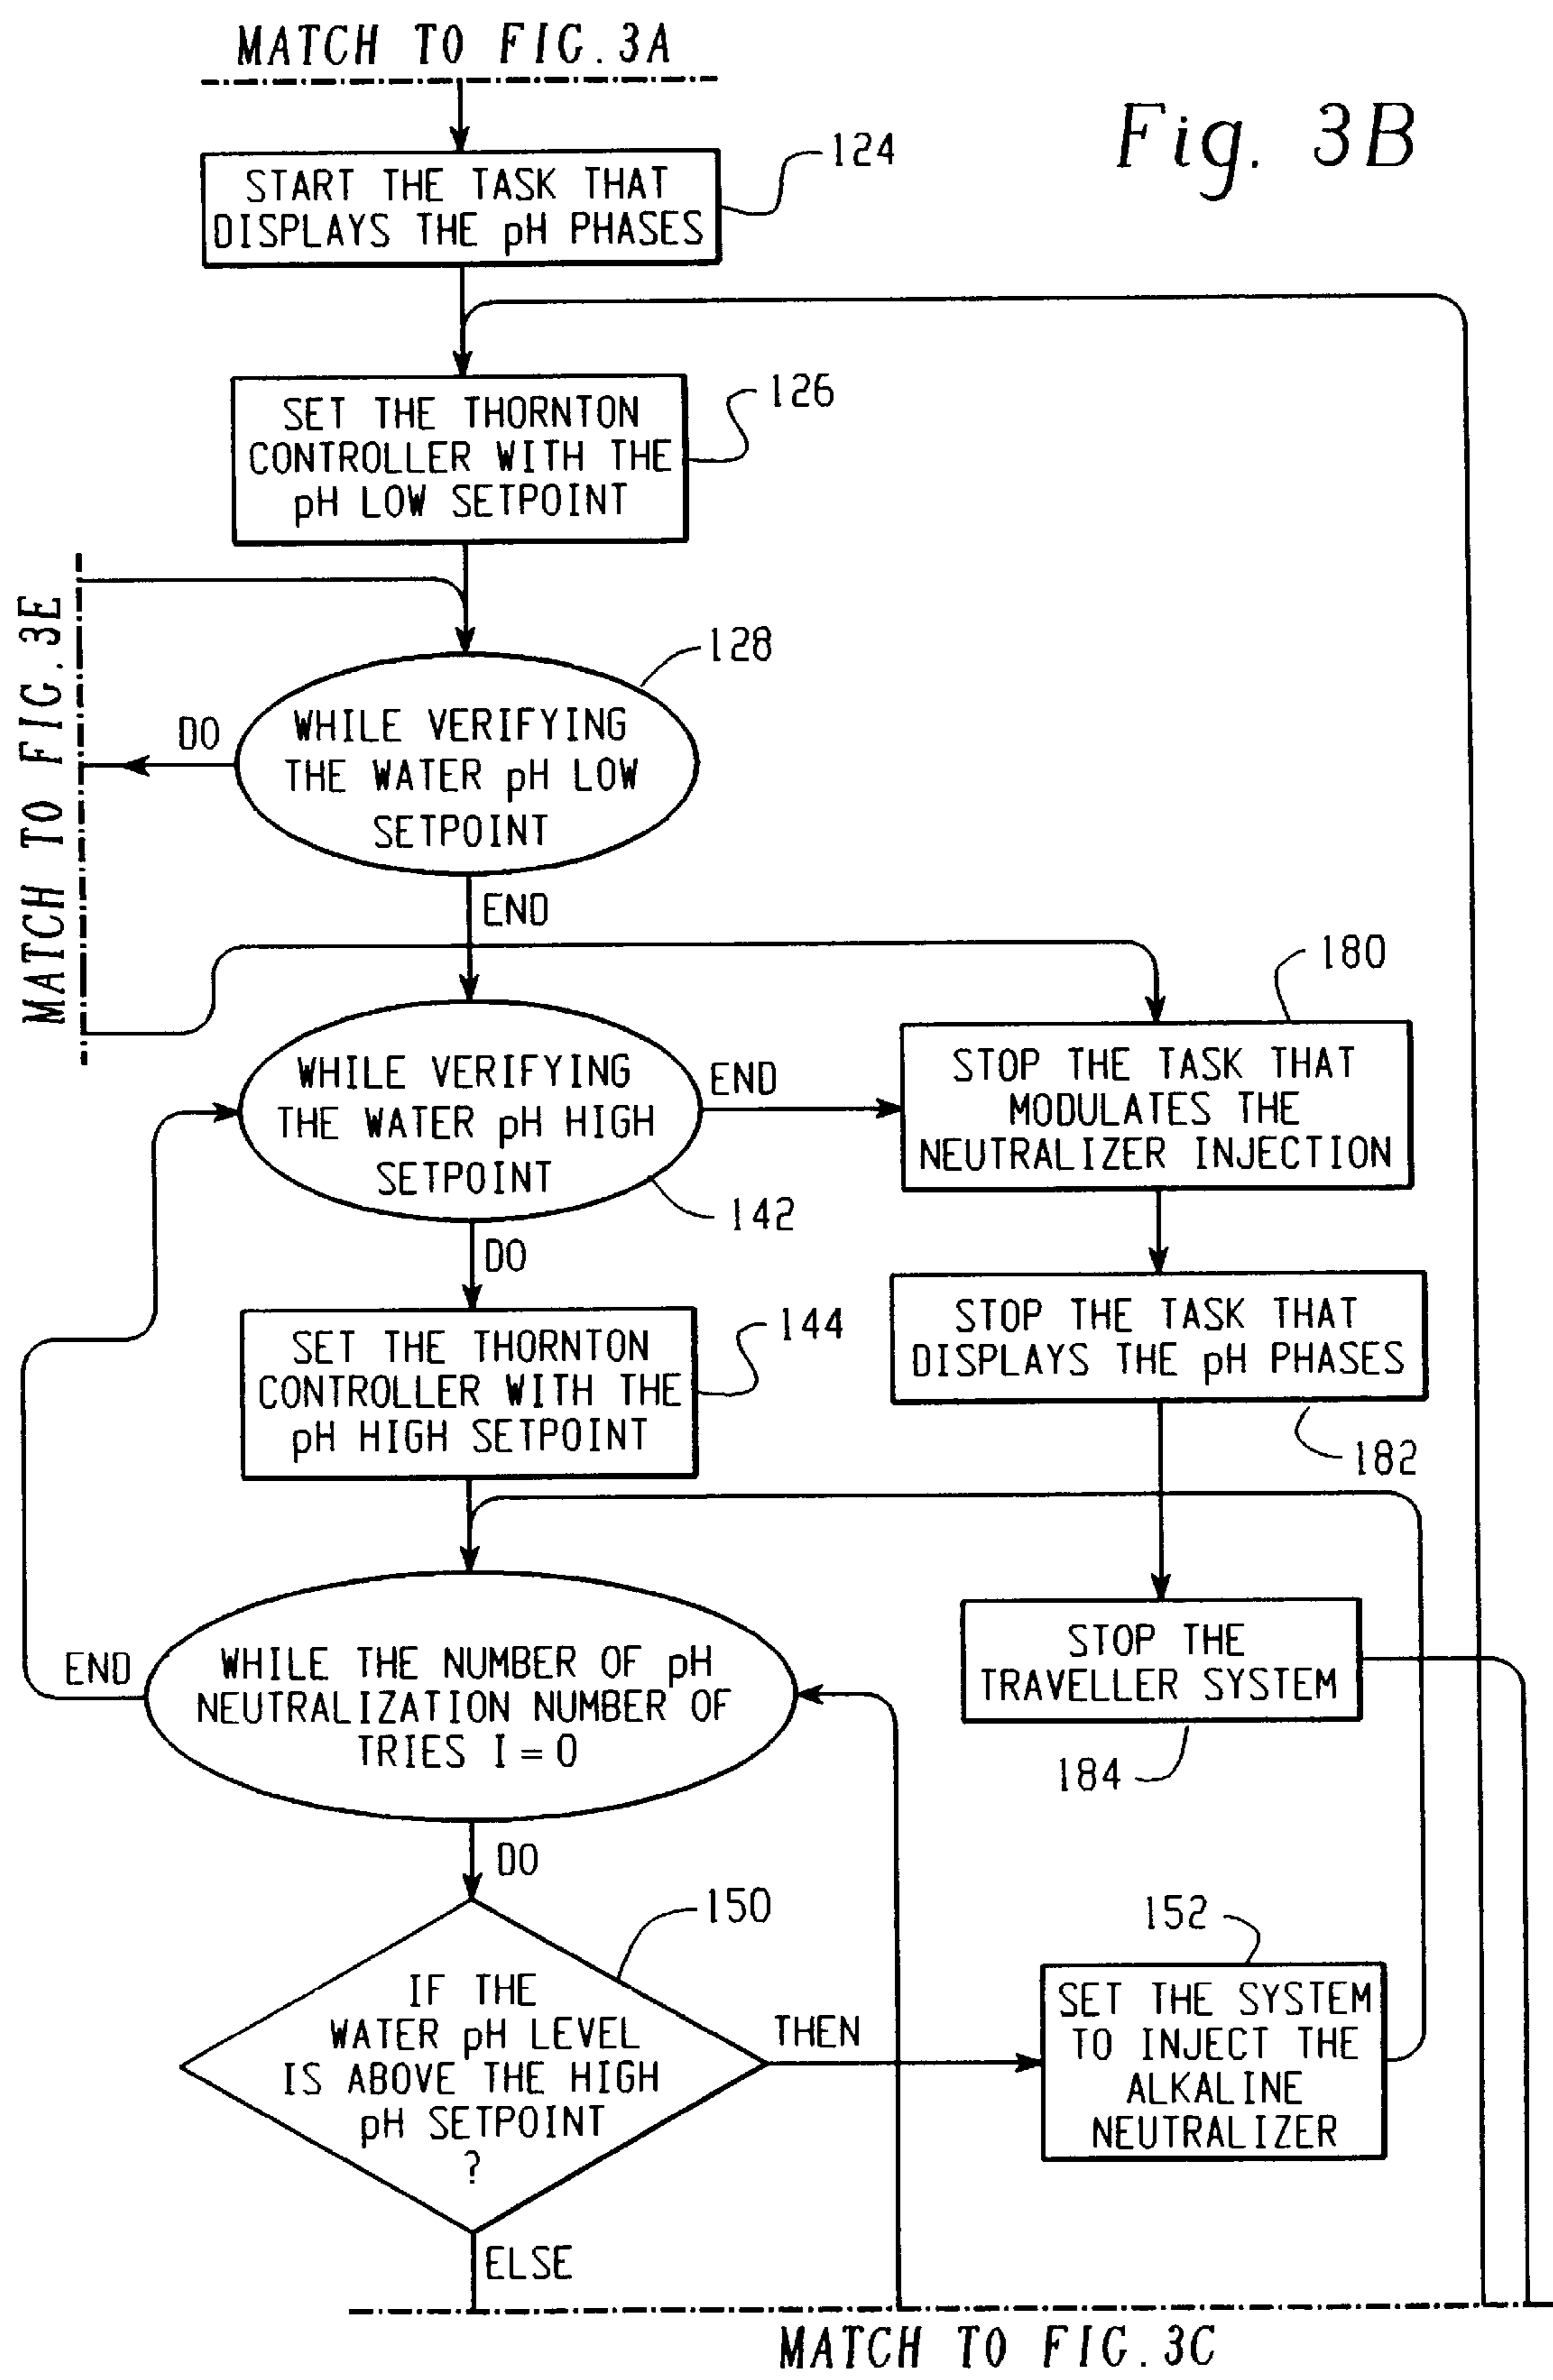 MATCH TO FIG.3A
Fig. 3B
START THE TASK THAT
DISPLAYS THE pH PHASES
124
SET THE THORNTON
CONTROLLER WITH THE
pH LOW SETPOINT
126
MATCH TO FIG.3E
128
WHILE VERIFYING
THE WATER pH LOW
SETPOINT
DO
END
WHILE VERIFYING
THE WATER pH HIGH
SETPOINT
142
END
DO
180
STOP THE TASK THAT
MODULATES THE
NEUTRALIZER INJECTION
STOP THE TASK THAT
DISPLAYS THE pH PHASES
182
SET THE THORNTON
CONTROLLER WITH THE
pH HIGH SETPOINT
144
STOP THE
TRAVELLER SYSTEM
184
END
WHILE THE NUMBER OF pH
NEUTRALIZATION NUMBER OF
TRIES I = 0
DO
150
IF THE
WATER pH LEVEL
IS ABOVE THE HIGH
pH SETPOINT
?
THEN
ELSE
152
SET THE SYSTEM
TO INJECT THE
ALKALINE
NEUTRALIZER
MATCH TO FIG.3C